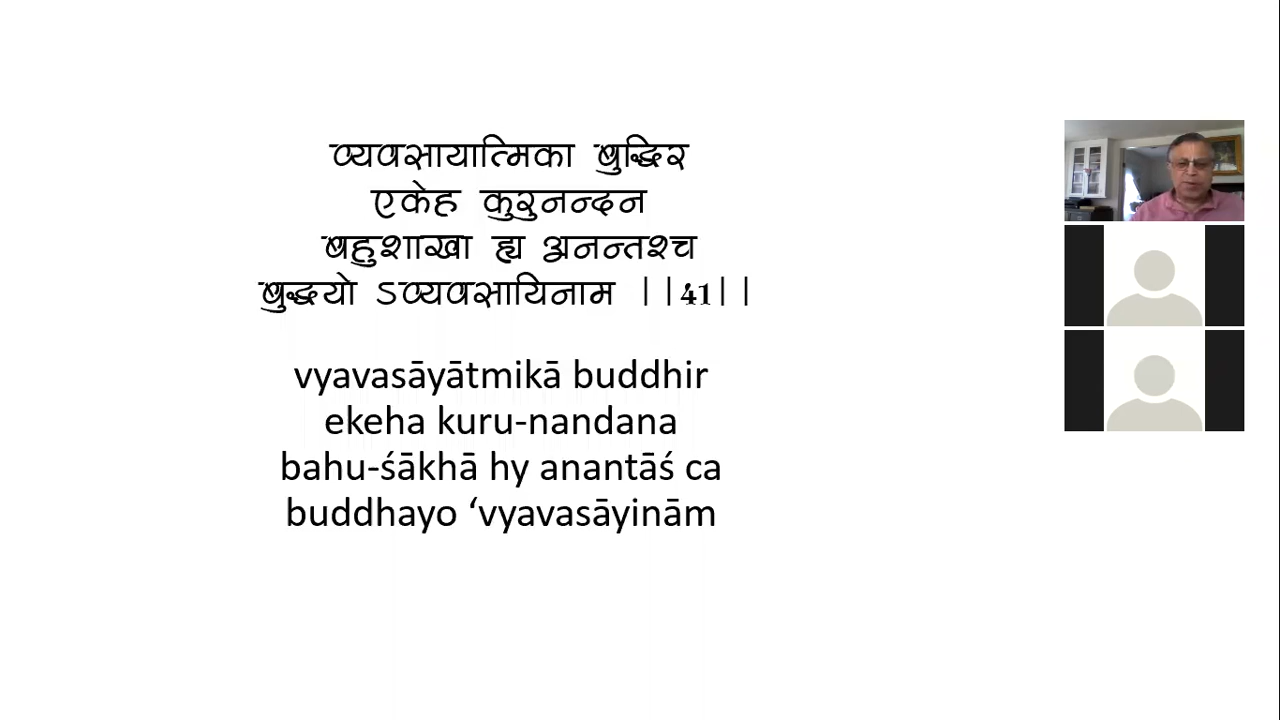 व्यवसायात्मिका बुद्धिर
एकेह कुरुनन्दन
बहुशाखा ह्य अनन्तश्च
बुद्धयो ऽव्यवसायिनाम ||41||
vyavasāyātmikā buddhir
ekeha kuru-nandana
bahu-śākhā hy anantāś ca
buddhayo ‘vyavasāyinām